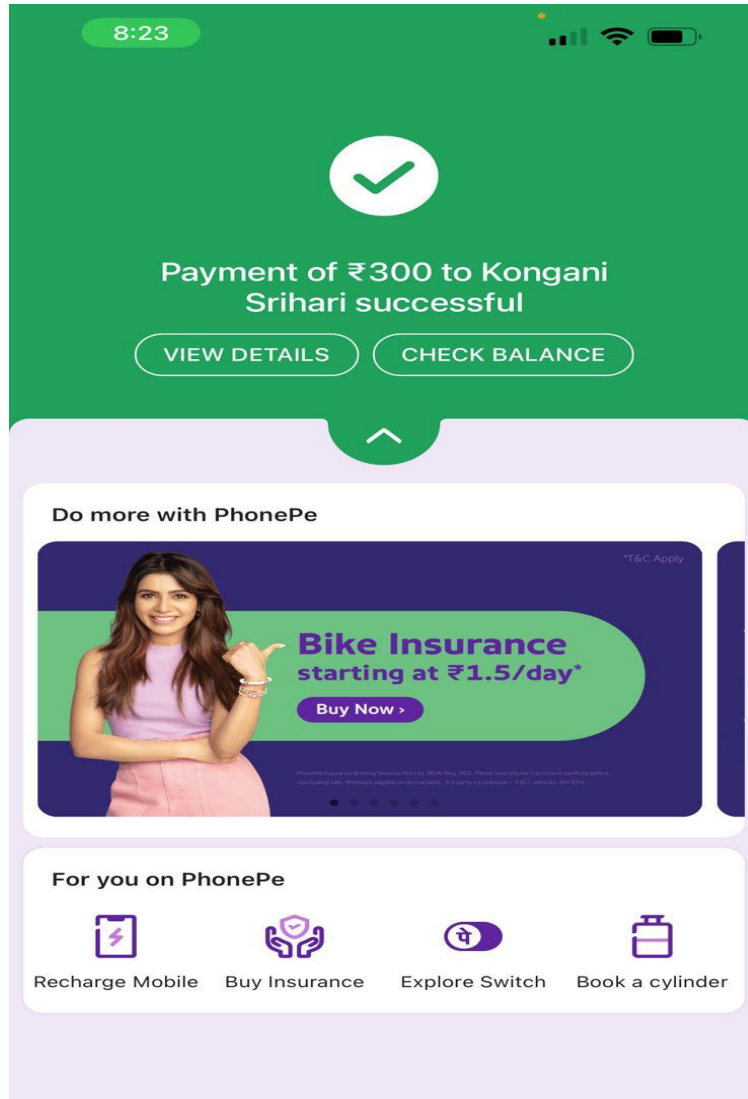 8:23
Payment of ₹300 to Kongani
Srihari successful
VIEW DETAILS
CHECK BALANCE
Do more with PhonePe
*T&C Apply
Bike Insurance
starting at ₹1.5/day*
Buy Now ›
For you on PhonePe
पे
Recharge Mobile
Buy Insurance
Explore Switch
Book a cylinder